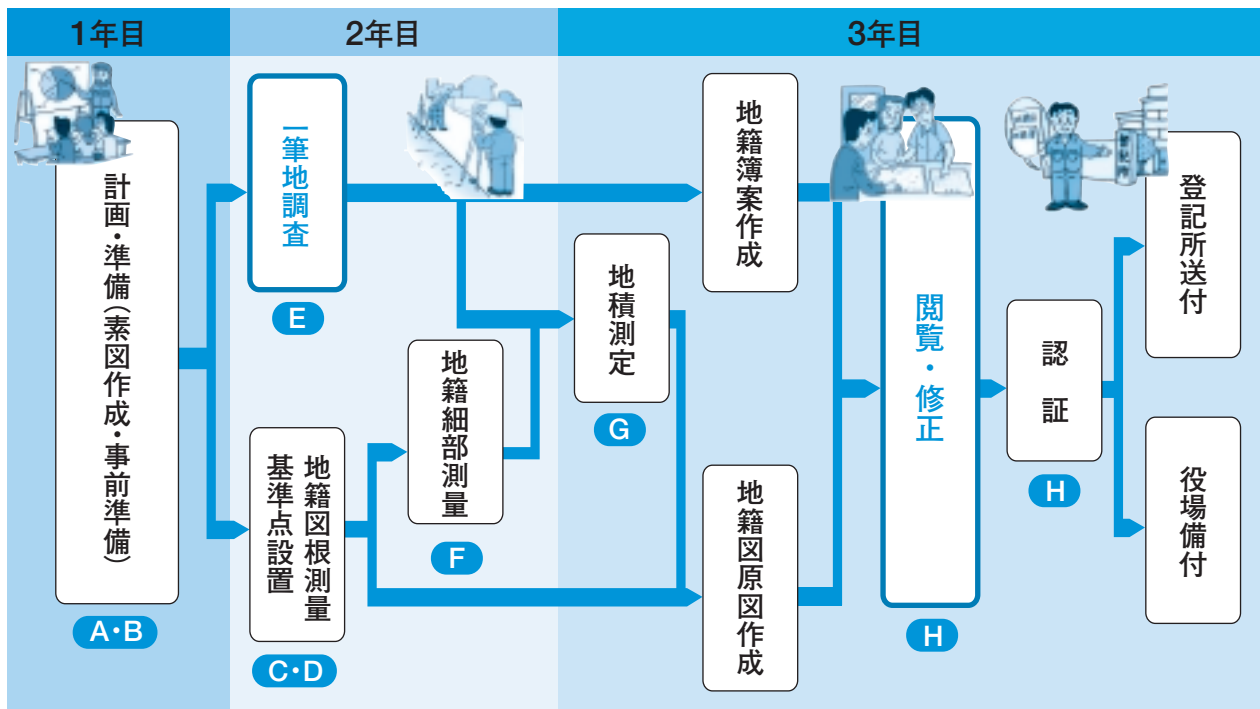 1年目
2年目
3年目
計画・準備(素図作成・事前準備)
A・B
一筆地調査
E
地籍図根測量
基準点設置
C・D
地籍細部測量
F
地積測定
G
地籍簿案作成
地籍図原図作成
閲覧・修正
H
認証
H
登記所送付
役場備付